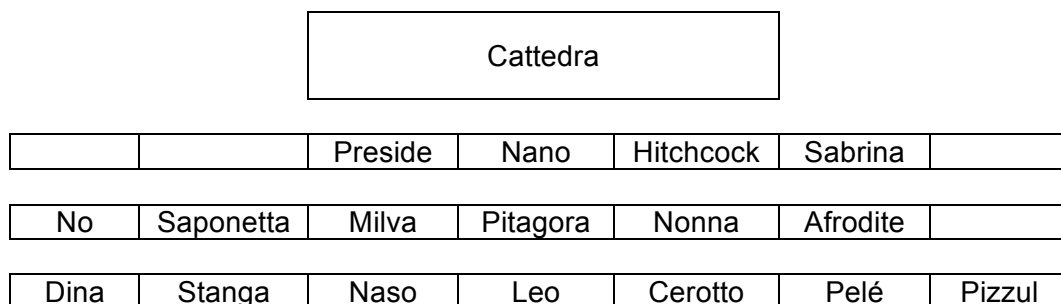 Cattedra
Preside Nano Hitchcock Sabrina
No Saponetta Milva Pitagora Nonna Afrodite
Dina Stanga Naso Leo Cerotto Pelé Pizzul